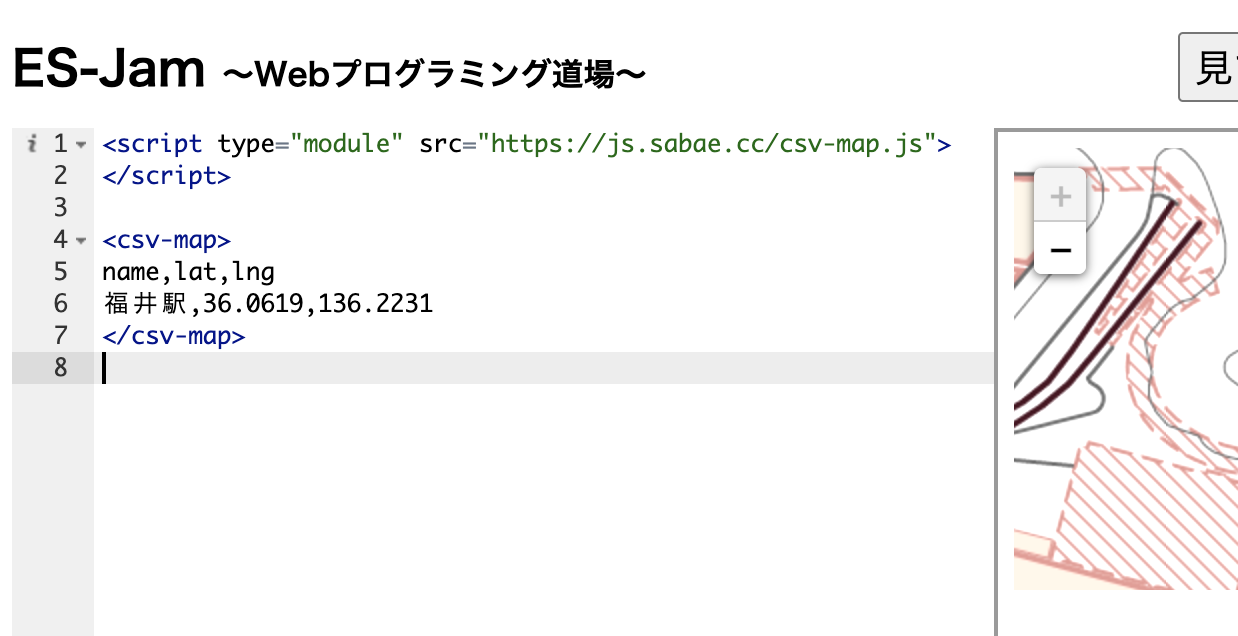 ES-Jam 〜Webプログラミング道場〜
見
i 1 <script type="module" src="https://js.sabae.cc/csv-map.js">
2 </script>
3
4 <csv-map>
5 name,lat,lng
6 福井駅,36.0619,136.2231
7 </csv-map>
8
+
−